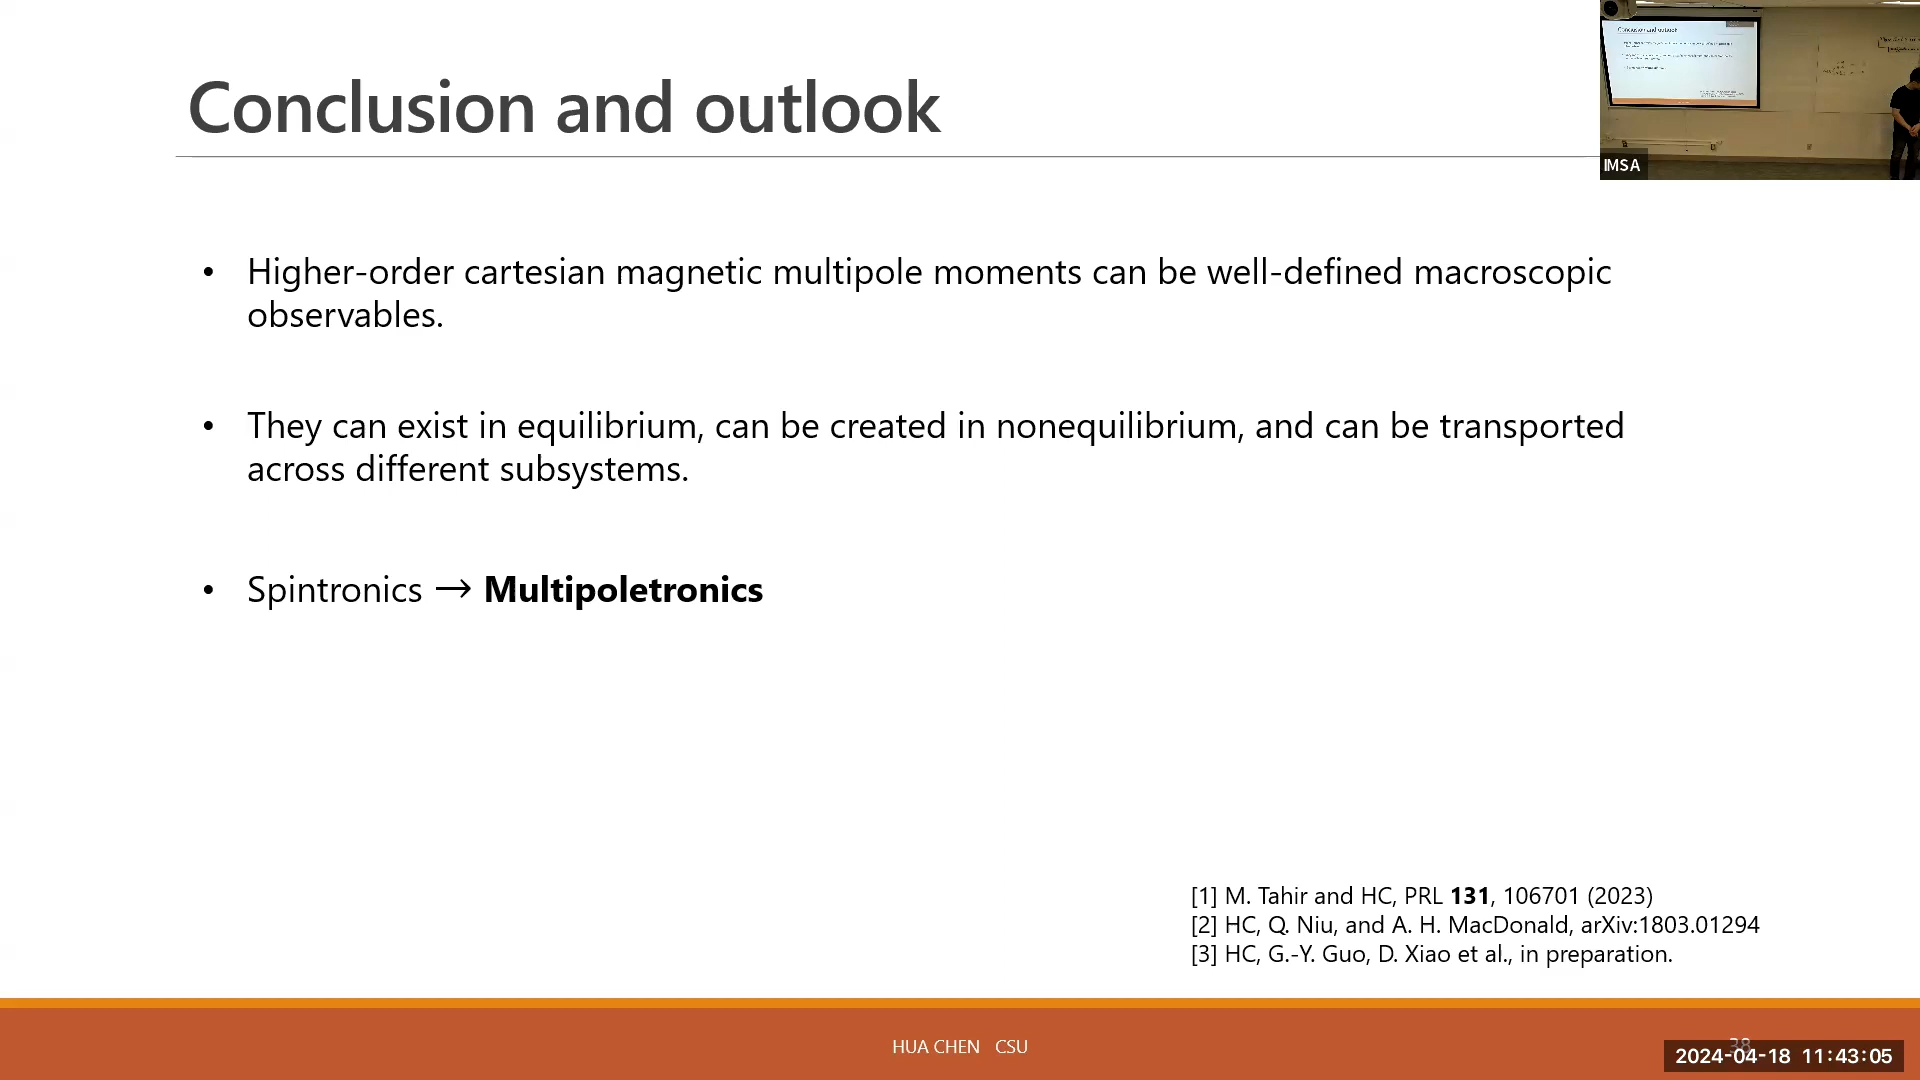 Conclusion and outlook
IMSA
• Higher-order cartesian magnetic multipole moments can be well-defined macroscopic
observables.
• They can exist in equilibrium, can be created in nonequilibrium, and can be transported
across different subsystems.
• Spintronics → Multipoletronics
[1] M. Tahir and HC, PRL 131, 106701 (2023)
[2] HC, Q. Niu, and A. H. MacDonald, arXiv:1803.01294
[3] HC, G.-Y. Guo, D. Xiao et al., in preparation.
HUA CHEN CSU
38
2024-04-18 11:43:05